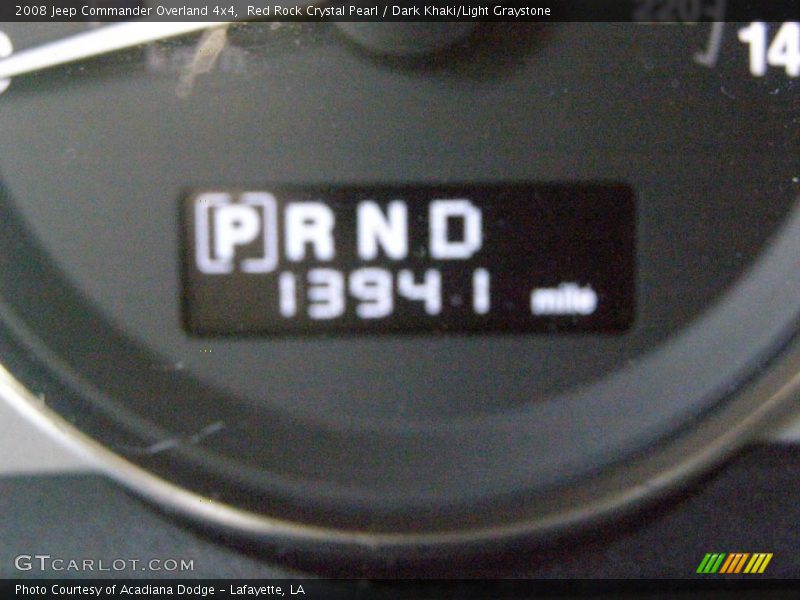 2008 Jeep Commander Overland 4x4, Red Rock Crystal Pearl / Dark Khaki/Light Graystone
220
14
[P] R N D
13941 mile
GTCARLOT.COM
Photo Courtesy of Acadiana Dodge - Lafayette, LA